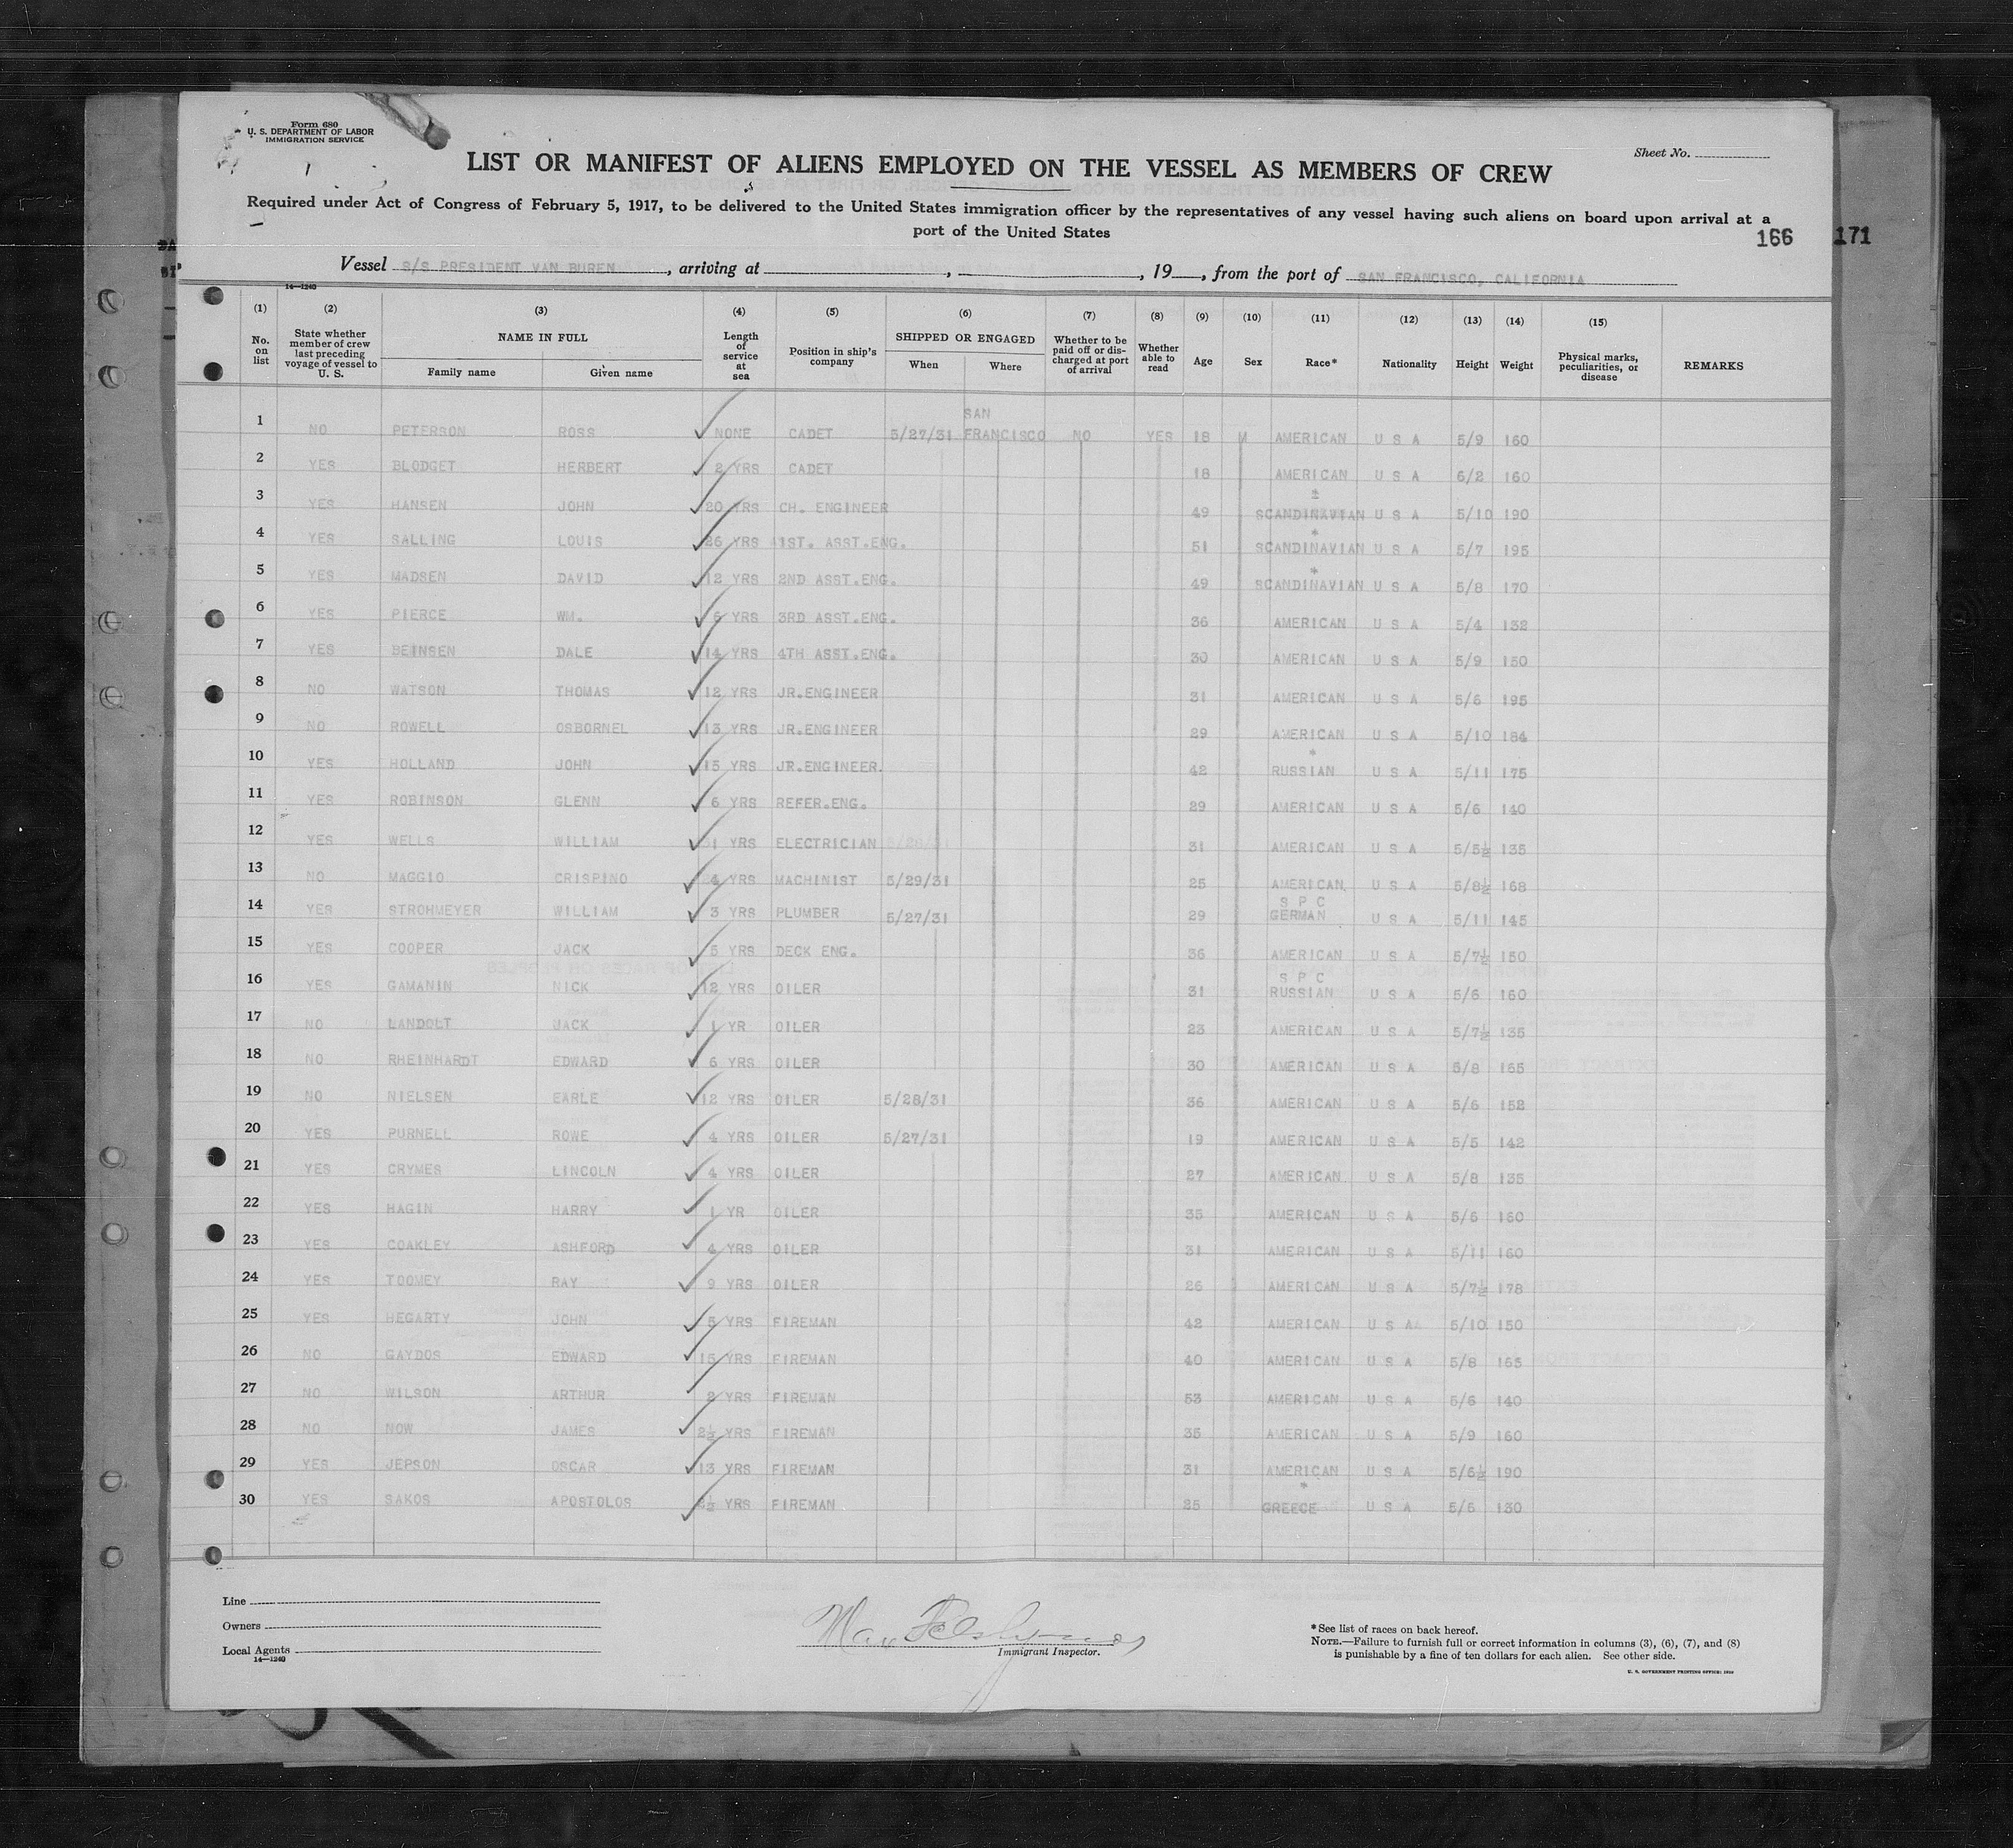 Form 680
U. S. DEPARTMENT OF LABOR
IMMIGRATION SERVICE
Sheet No.
LIST OR MANIFEST OF ALIENS EMPLOYED ON THE VESSEL AS MEMBERS OF CREW
Required under Act of Congress of February 5, 1917, to be delivered to the United States immigration officer by the representatives of any vessel having such aliens on board upon arrival at a
port of the United States
166 171
Vessel S/S PRESIDENT VAN BUREN, arriving at , , 19 , from the port of SAN FRANCISCO, CALIFORNIA
14—1240
(1) (2) (3) (4) (5) (6) (7) (8) (9) (10) (11) (12) (13) (14) (15)
No. on list
State whether member of crew last preceding voyage of vessel to U. S.
NAME IN FULL
Family name
Given name
Length of service at sea
Position in ship's company
SHIPPED OR ENGAGED
When
Where
Whether to be paid off or discharged at port of arrival
Whether able to read
Age
Sex
Race*
Nationality
Height
Weight
Physical marks, peculiarities, or disease
REMARKS
1 NO PETERSON ROSS NONE CADET 5/27/31 SAN FRANCISCO NO YES 18 M AMERICAN U S A 5/9 160
2 YES BLODGET HERBERT 2 YRS CADET 18 AMERICAN U S A 6/2 160
3 YES HANSEN JOHN 20 YRS CH. ENGINEER 49 * SCANDINAVIAN U S A 5/10 190
4 YES SALLING LOUIS 26 YRS 1ST. ASST.ENG. 51 * SCANDINAVIAN U S A 5/7 195
5 YES MADSEN DAVID 12 YRS 2ND ASST.ENG. 49 * SCANDINAVIAN U S A 5/8 170
6 YES PIERCE WM. 5 YRS 3RD ASST.ENG. 36 AMERICAN U S A 5/4 132
7 YES BEINSEN DALE 14 YRS 4TH ASST.ENG. 30 AMERICAN U S A 5/9 150
8 NO WATSON THOMAS 12 YRS JR.ENGINEER 31 AMERICAN U S A 5/6 195
9 NO ROWELL OSBORNEL 13 YRS JR.ENGINEER 29 AMERICAN U S A 5/10 184
10 YES HOLLAND JOHN 15 YRS JR.ENGINEER. 42 * RUSSIAN U S A 5/11 175
11 YES ROBINSON GLENN 6 YRS REFER.ENG. 29 AMERICAN U S A 5/6 140
12 YES WELLS WILLIAM YRS ELECTRICIAN 31 AMERICAN U S A 5/5½ 135
13 NO MAGGIO CRISPINO YRS MACHINIST 5/29/31 25 AMERICAN U S A 5/8½ 168
14 YES STROHMEYER WILLIAM 3 YRS PLUMBER 5/27/31 29 S P C GERMAN U S A 5/11 145
15 YES COOPER JACK 5 YRS DECK ENG. 36 AMERICAN U S A 5/7½ 150
16 YES GAMANIN NICK 12 YRS OILER 31 S P C RUSSIAN U S A 5/6 160
17 NO LANDOLT JACK 1 YR OILER 23 AMERICAN U S A 5/7½ 135
18 NO RHEINHARDT EDWARD 6 YRS OILER 30 AMERICAN U S A 5/8 165
19 NO NIELSEN EARLE 12 YRS OILER 5/28/31 36 AMERICAN U S A 5/6 152
20 YES PURNELL ROWE 4 YRS OILER 5/27/31 19 AMERICAN U S A 5/5 142
21 YES CRYMES LINCOLN 4 YRS OILER 27 AMERICAN U S A 5/8 135
22 YES HAGIN HARRY 1 YR OILER 35 AMERICAN U S A 5/6 160
23 YES COAKLEY ASHFORD 4 YRS OILER 31 AMERICAN U S A 5/11 160
24 YES TOOMEY RAY 9 YRS OILER 26 AMERICAN U S A 5/7½ 178
25 YES HEGARTY JOHN 5 YRS FIREMAN 42 AMERICAN U S A 5/10 150
26 NO GAYDOS EDWARD 15 YRS FIREMAN 40 AMERICAN U S A 5/8 165
27 NO WILSON ARTHUR 2 YRS FIREMAN 53 AMERICAN U S A 5/6 140
28 NO NOW JAMES 2½ YRS FIREMAN 35 AMERICAN U S A 5/9 160
29 YES JEPSON OSCAR 13 YRS FIREMAN 31 AMERICAN U S A 5/6½ 190
30 YES SAKOS APOSTOLOS YRS FIREMAN 25 * GREECE U S A 5/6 130
Line
Owners
Local Agents
14—1240
Immigrant Inspector.
*See list of races on back hereof.
NOTE.—Failure to furnish full or correct information in columns (3), (6), (7), and (8)
is punishable by a fine of ten dollars for each alien. See other side.
U. S. GOVERNMENT PRINTING OFFICE: 1930